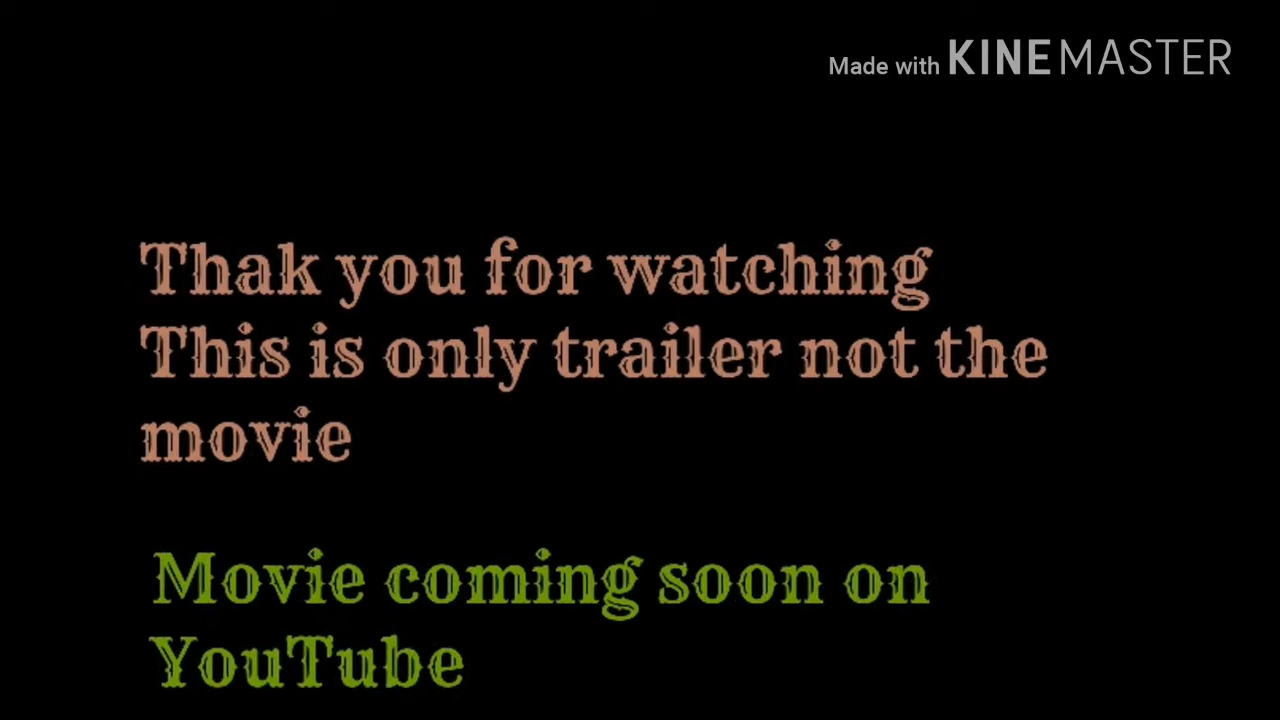 Made with KINEMASTER
Thak you for watching
This is only trailer not the
movie
Movie coming soon on
YouTube